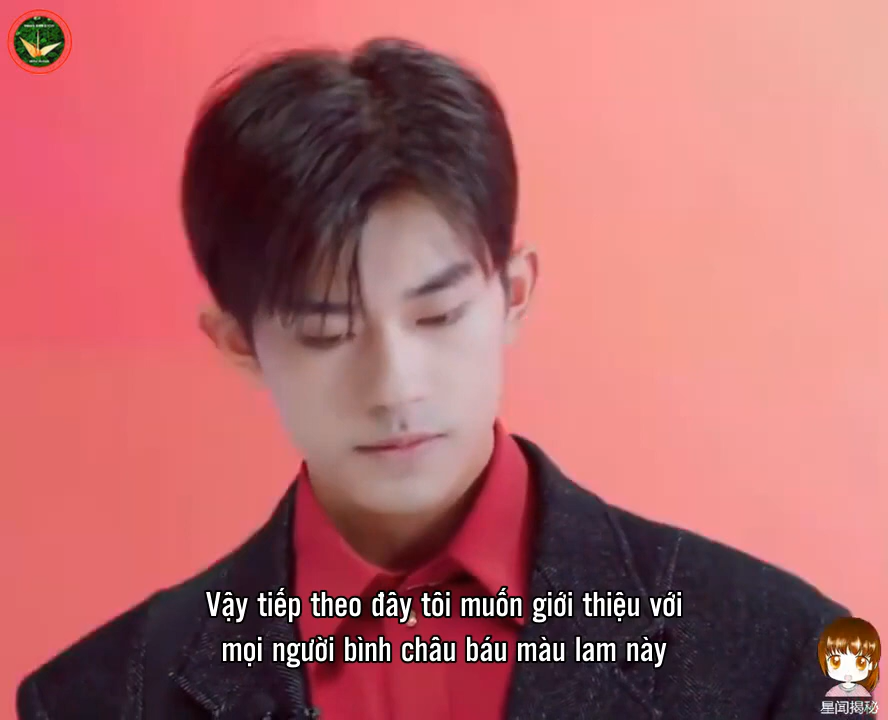 Vậy tiếp theo đây tôi muốn giới thiệu với
mọi người bình châu báu màu lam này
星闻揭秘